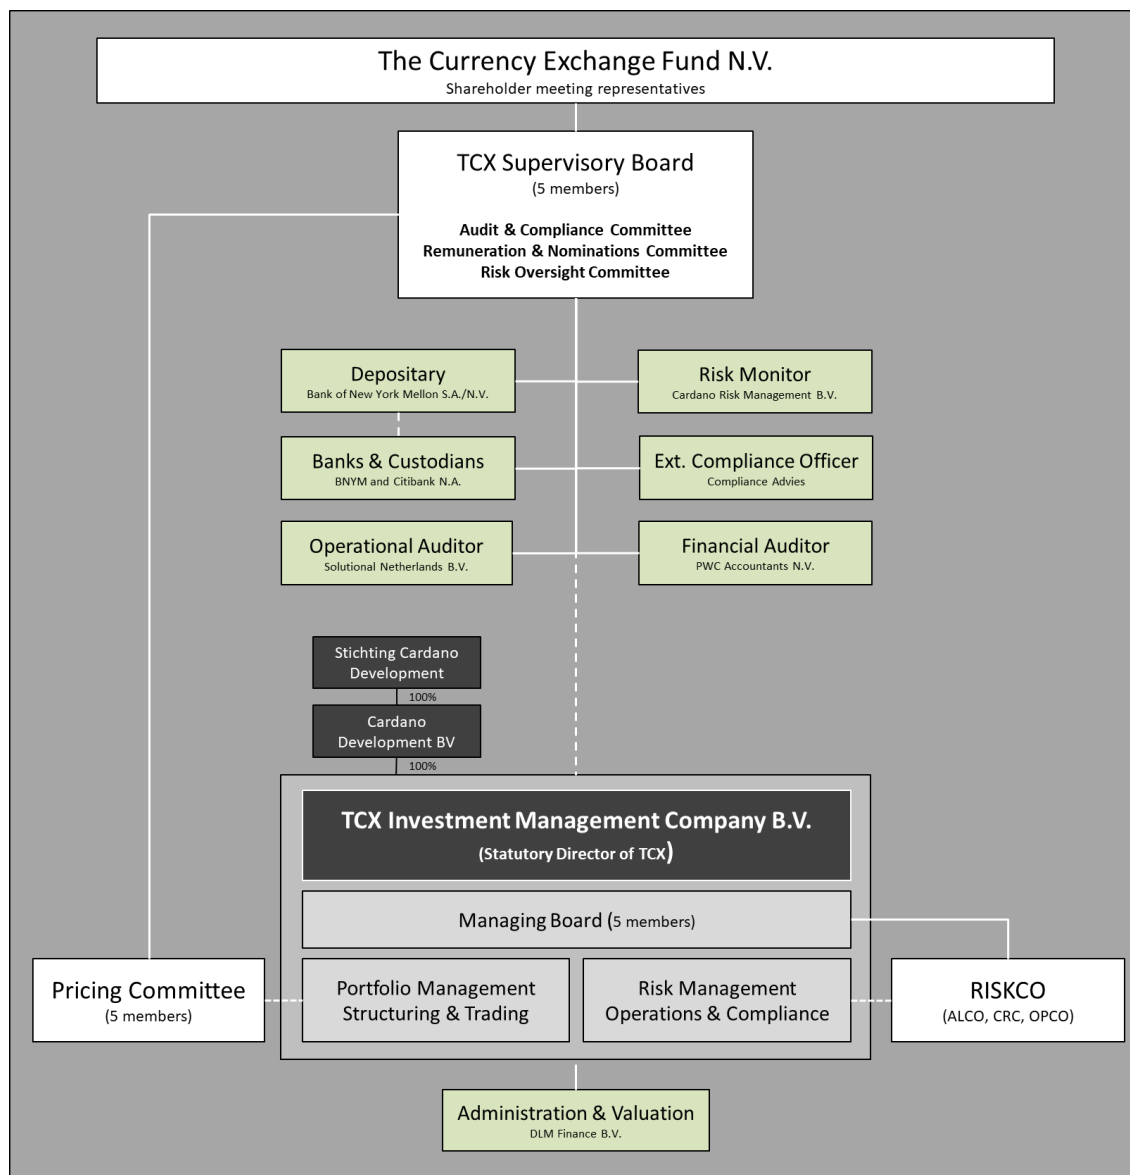 The Currency Exchange Fund N.V.
Shareholder meeting representatives
TCX Supervisory Board
(5 members)
Audit & Compliance Committee
Remuneration & Nominations Committee
Risk Oversight Committee
Depositary
Bank of New York Mellon S.A./N.V.
Risk Monitor
Cardano Risk Management B.V.
Banks & Custodians
BNYM and Citibank N.A.
Ext. Compliance Officer
Compliance Advies
Operational Auditor
Solutional Netherlands B.V.
Financial Auditor
PWC Accountants N.V.
Stichting Cardano
Development
100%
Cardano
Development BV
100%
TCX Investment Management Company B.V.
(Statutory Director of TCX)
Managing Board (5 members)
Pricing Committee
(5 members)
Portfolio Management
Structuring & Trading
Risk Management
Operations & Compliance
RISKCO
(ALCO, CRC, OPCO)
Administration & Valuation
DLM Finance B.V.